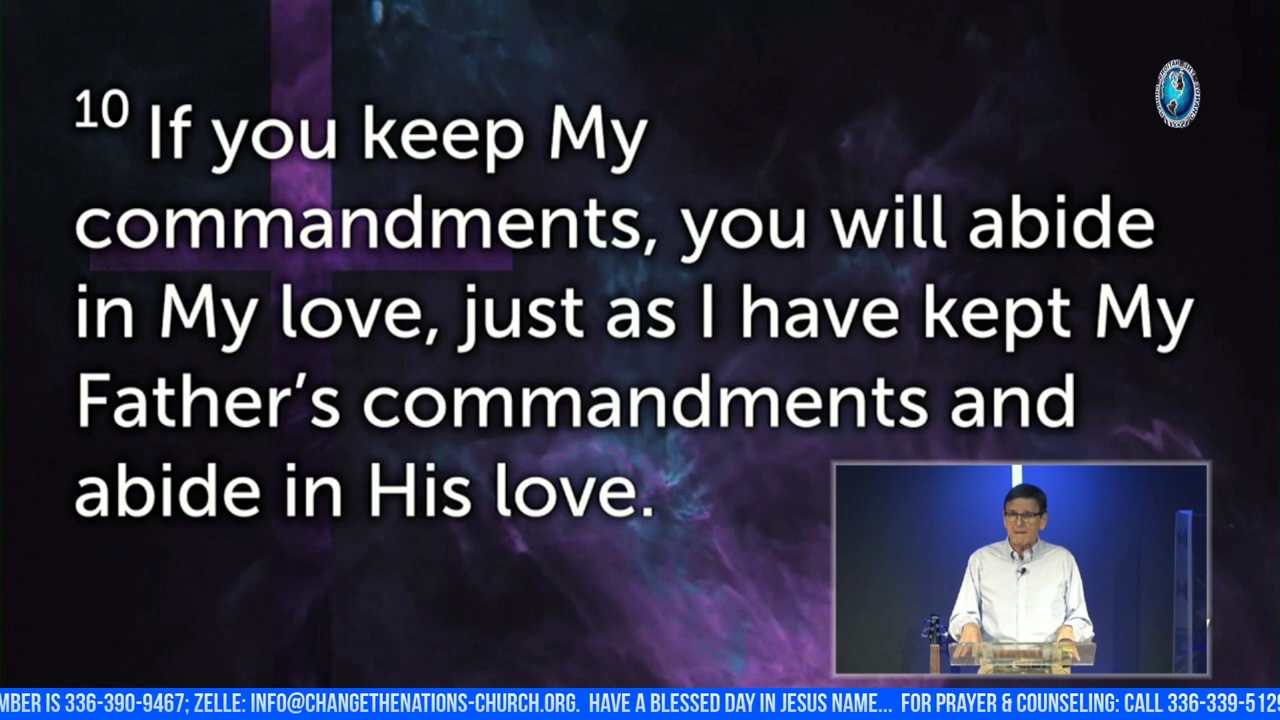 10 If you keep My
commandments, you will abide
in My love, just as I have kept My
Father’s commandments and
abide in His love.
MBER IS 336-390-9467; ZELLE: INFO@CHANGETHENATIONS-CHURCH.ORG. HAVE A BLESSED DAY IN JESUS NAME... FOR PRAYER & COUNSELING: CALL 336-339-512